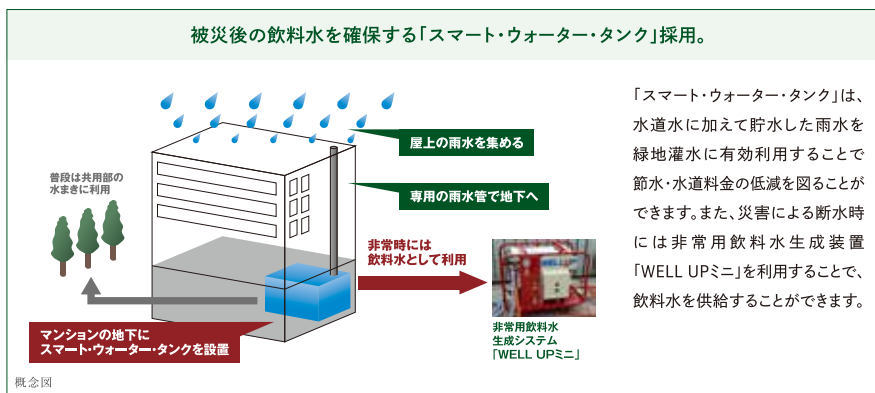 被災後の飲料水を確保する「スマート・ウォーター・タンク」採用。
屋上の雨水を集める
専用の雨水管で地下へ
普段は共用部の
水まきに利用
非常時には
飲料水として利用
マンションの地下に
スマート・ウォーター・タンクを設置
WELL UP
非常用飲料水
生成システム
「WELL UPミニ」
概念図
「スマート・ウォーター・タンク」は、
水道水に加えて貯水した雨水を
緑地灌水に有効利用することで
節水・水道料金の低減を図ることが
できます。また、災害による断水時
には非常用飲料水生成装置
「WELL UPミニ」を利用することで、
飲料水を供給することができます。